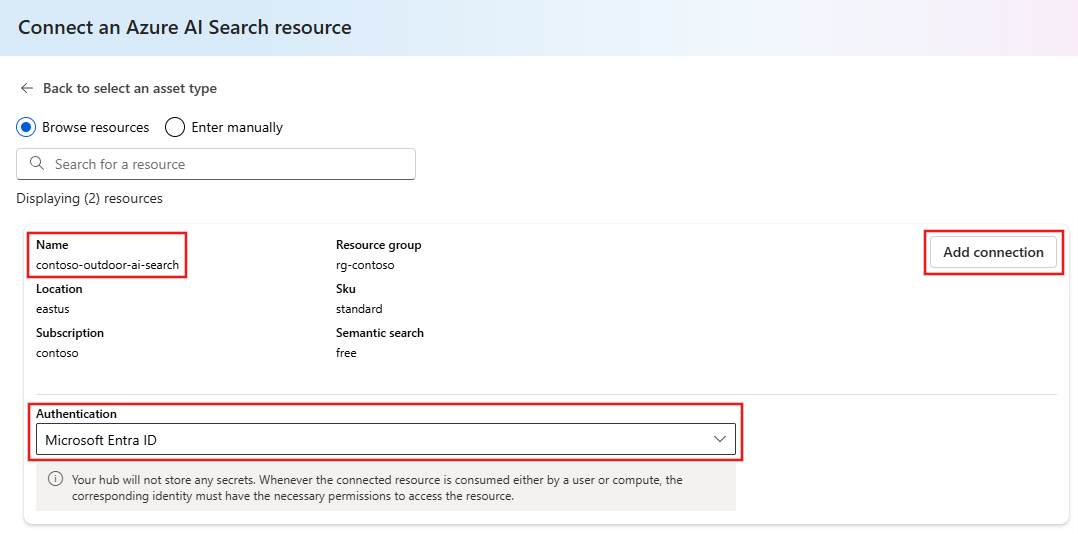 Connect an Azure AI Search resource
Back to select an asset type
Browse resources Enter manually
Search for a resource
Displaying (2) resources
Name Resource group
contoso-outdoor-ai-search rg-contoso
Add connection
Location Sku
eastus standard
Subscription Semantic search
contoso free
Authentication
Microsoft Entra ID
Your hub will not store any secrets. Whenever the connected resource is consumed either by a user or compute, the
corresponding identity must have the necessary permissions to access the resource.